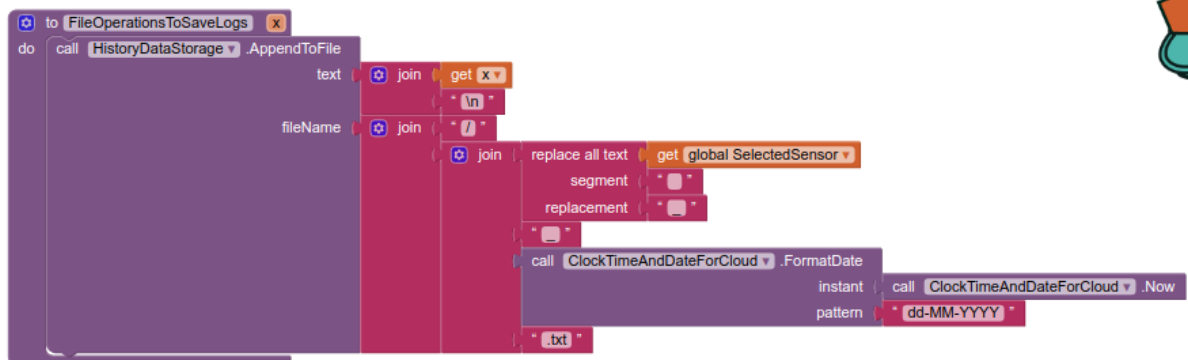 to FileOperationsToSaveLogs x
do call HistoryDataStorage .AppendToFile
text join get x
" \n "
fileName join " / "
join replace all text get global SelectedSensor
segment "   "
replacement " _ "
" _ "
call ClockTimeAndDateForCloud .FormatDate
instant call ClockTimeAndDateForCloud .Now
pattern " dd-MM-YYYY "
" .txt "